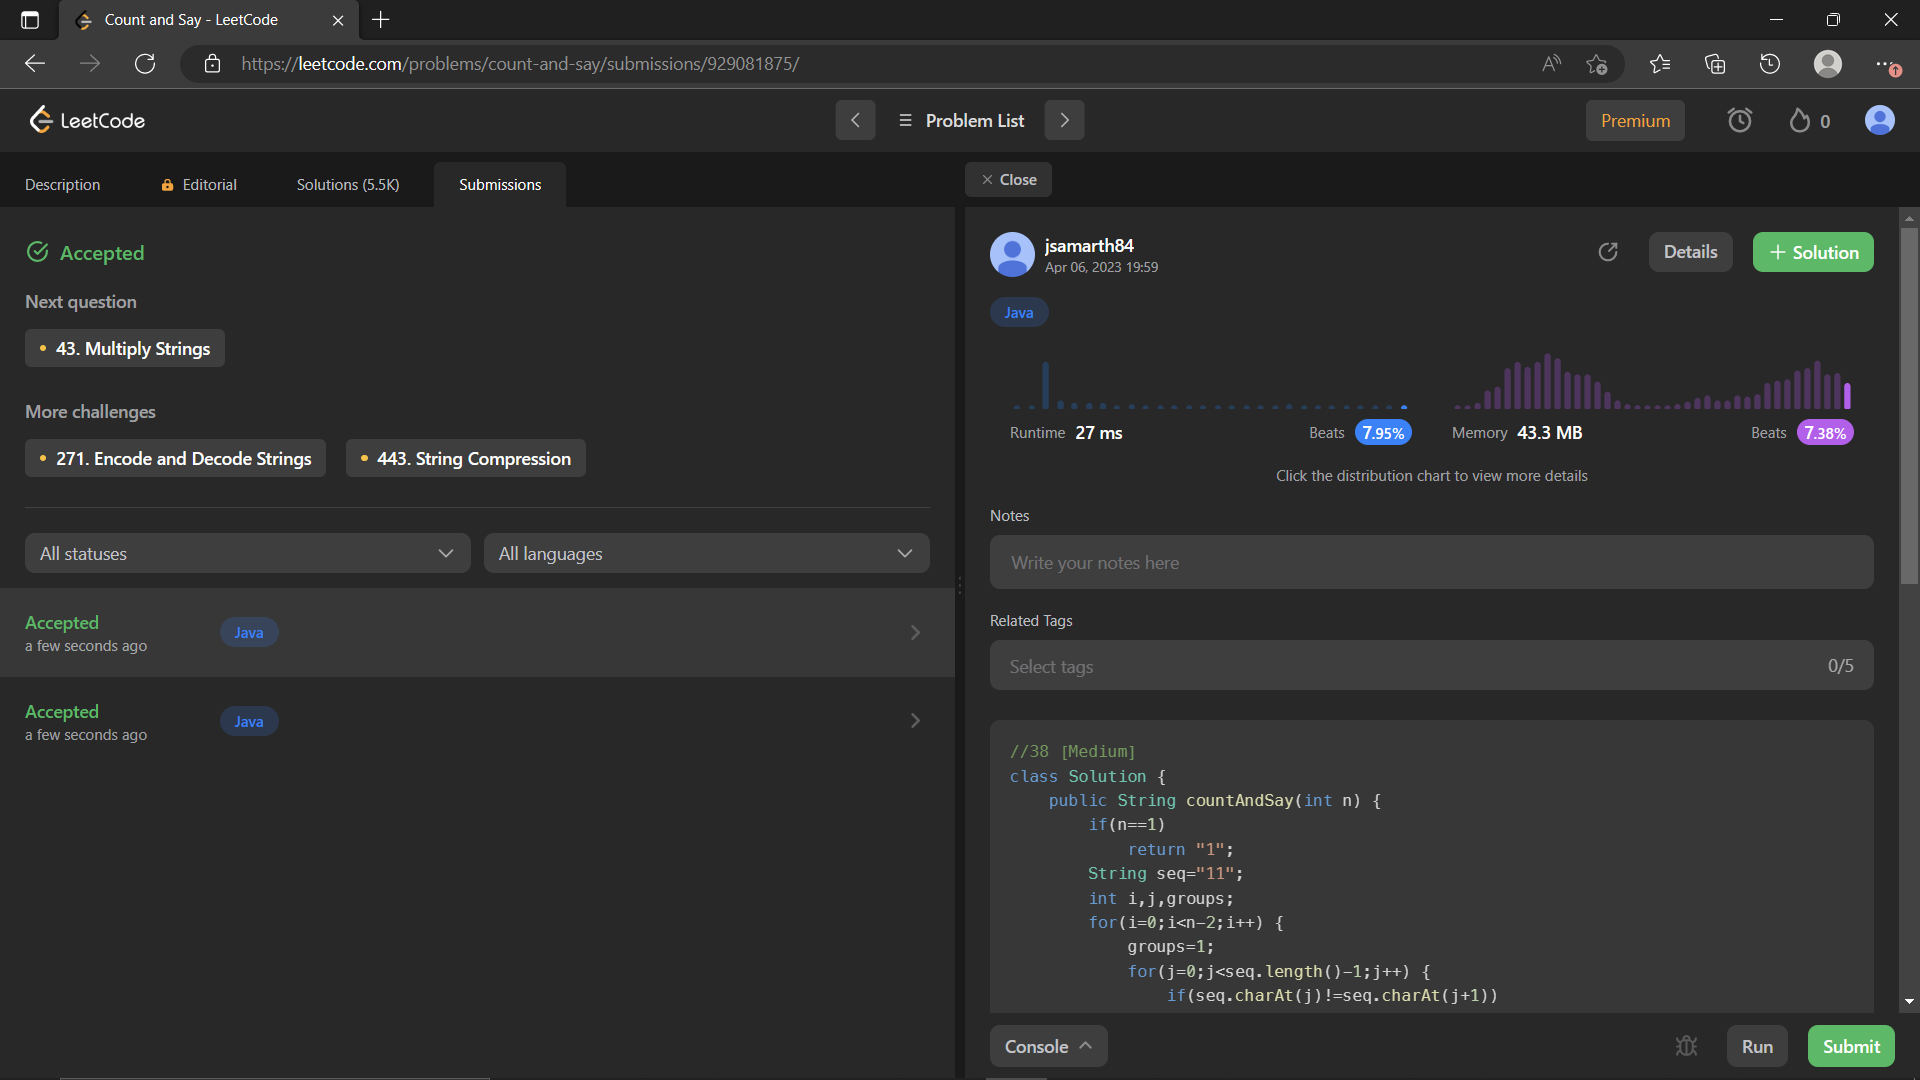 Count and Say - LeetCode
https://leetcode.com/problems/count-and-say/submissions/929081875/
LeetCode
Problem List
Premium
0
Description
Editorial
Solutions (5.5K)
Submissions
Close
Accepted
Next question
43. Multiply Strings
More challenges
271. Encode and Decode Strings
443. String Compression
All statuses
All languages
Accepted
a few seconds ago
Java
Accepted
a few seconds ago
Java
jsamarth84
Apr 06, 2023 19:59
Details
+ Solution
Java
Runtime 27 ms
Beats 7.95%
Memory 43.3 MB
Beats 7.38%
Click the distribution chart to view more details
Notes
Write your notes here
Related Tags
Select tags
0/5
//38 [Medium]
class Solution {
    public String countAndSay(int n) {
        if(n==1)
            return "1";
        String seq="11";
        int i,j,groups;
        for(i=0;i<n-2;i++) {
            groups=1;
            for(j=0;j<seq.length()-1;j++) {
                if(seq.charAt(j)!=seq.charAt(j+1))
Console
Run
Submit